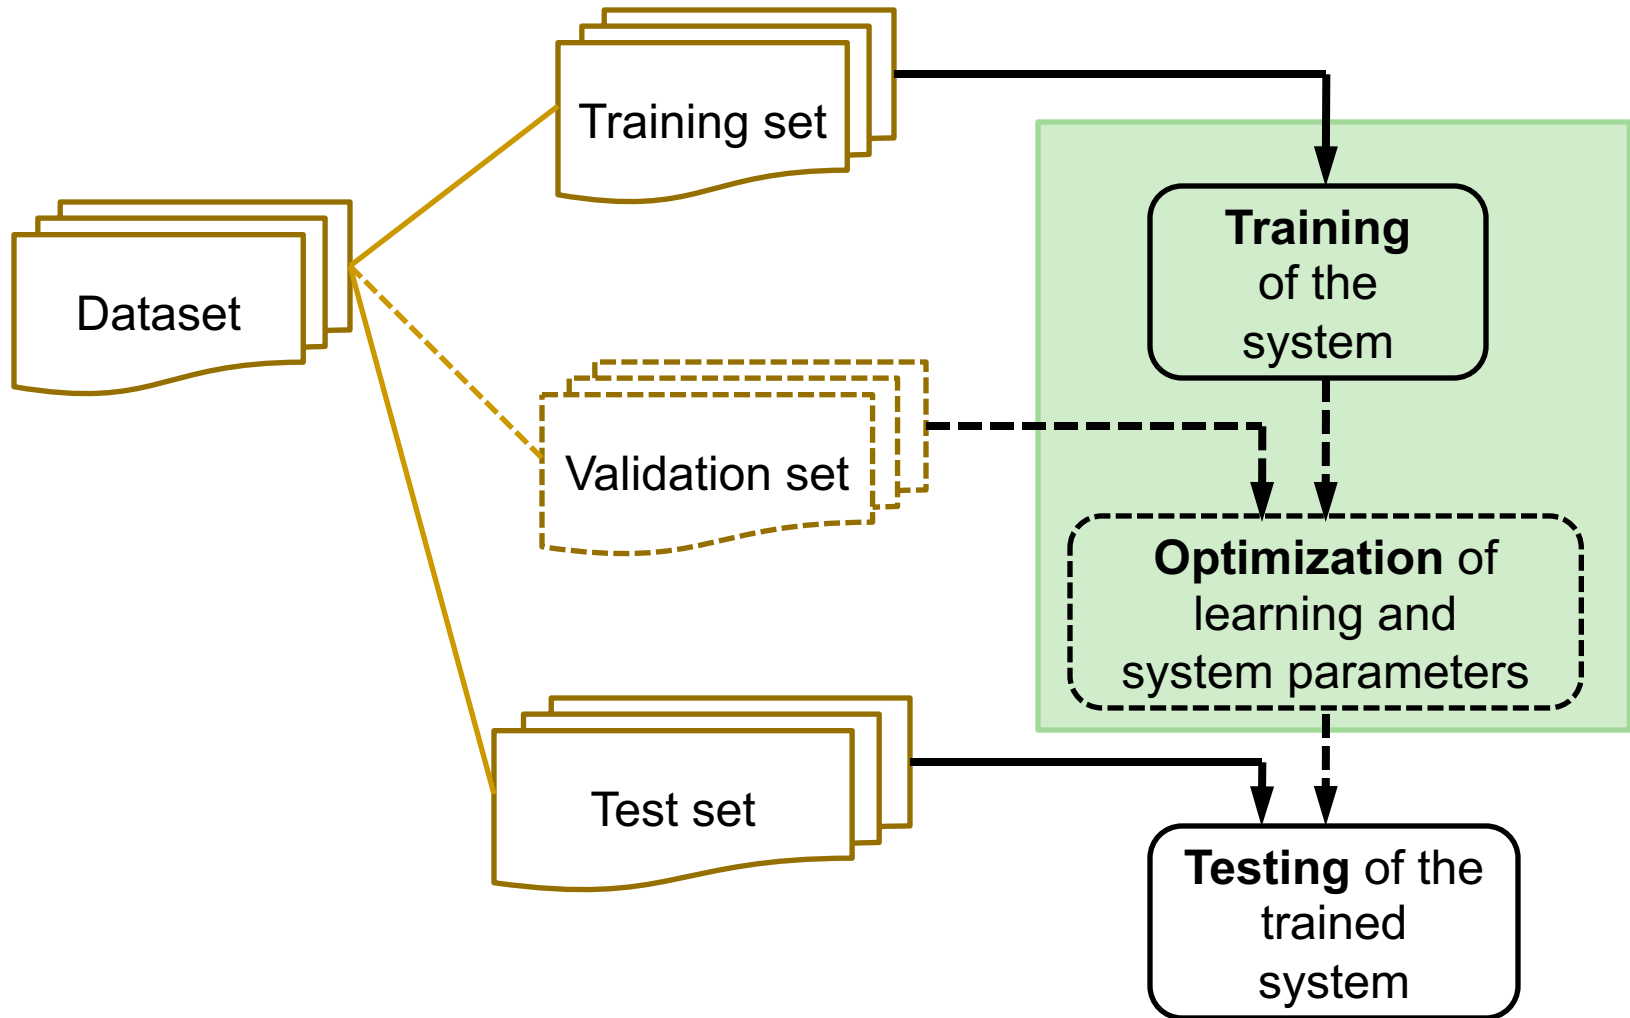 Training set
Training
of the
system
Dataset
Validation set
Optimization of
learning and
system parameters
Test set
Testing of the
trained
system